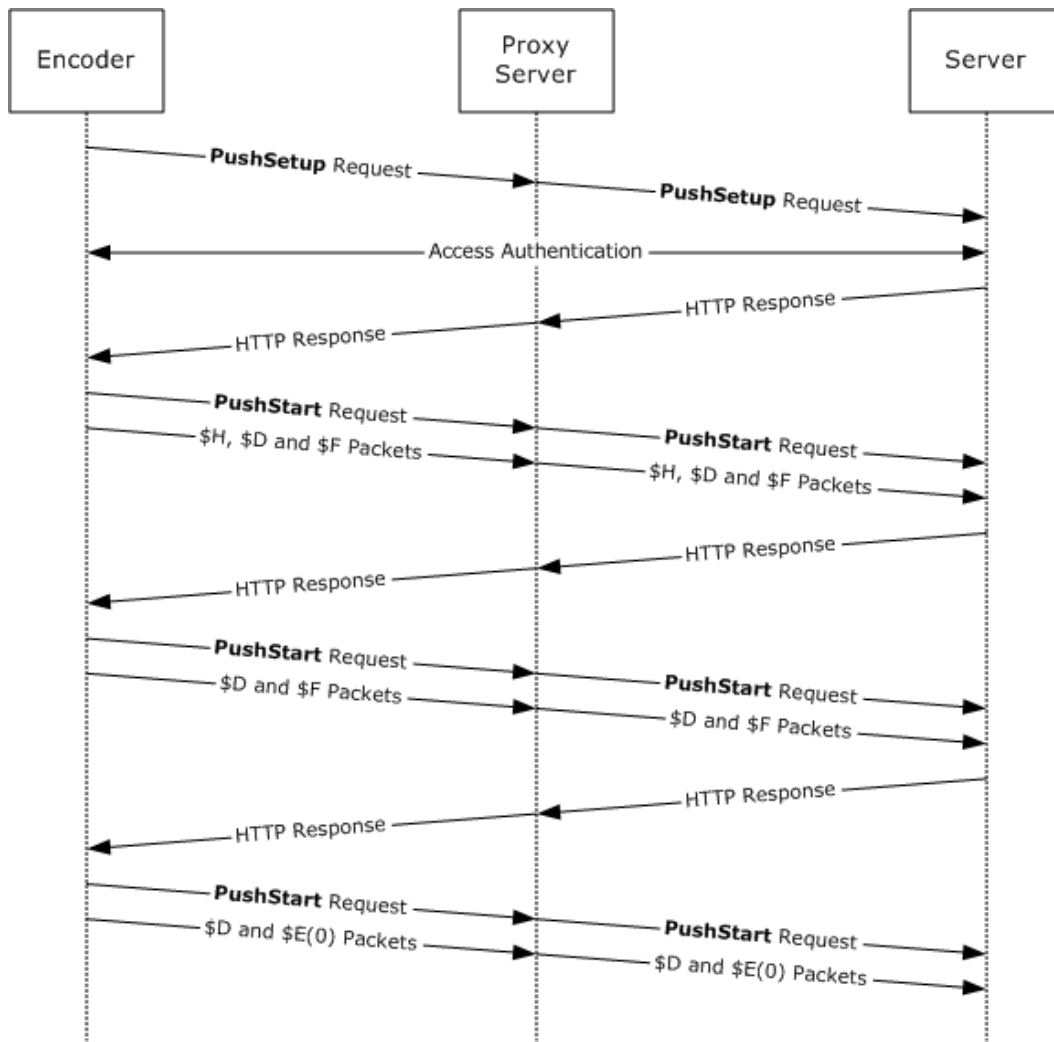 Encoder
Proxy
Server
Server
PushSetup Request
PushSetup Request
Access Authentication
HTTP Response
HTTP Response
PushStart Request
$H, $D and $F Packets
PushStart Request
$H, $D and $F Packets
HTTP Response
HTTP Response
PushStart Request
$D and $F Packets
PushStart Request
$D and $F Packets
HTTP Response
HTTP Response
PushStart Request
$D and $E(0) Packets
PushStart Request
$D and $E(0) Packets